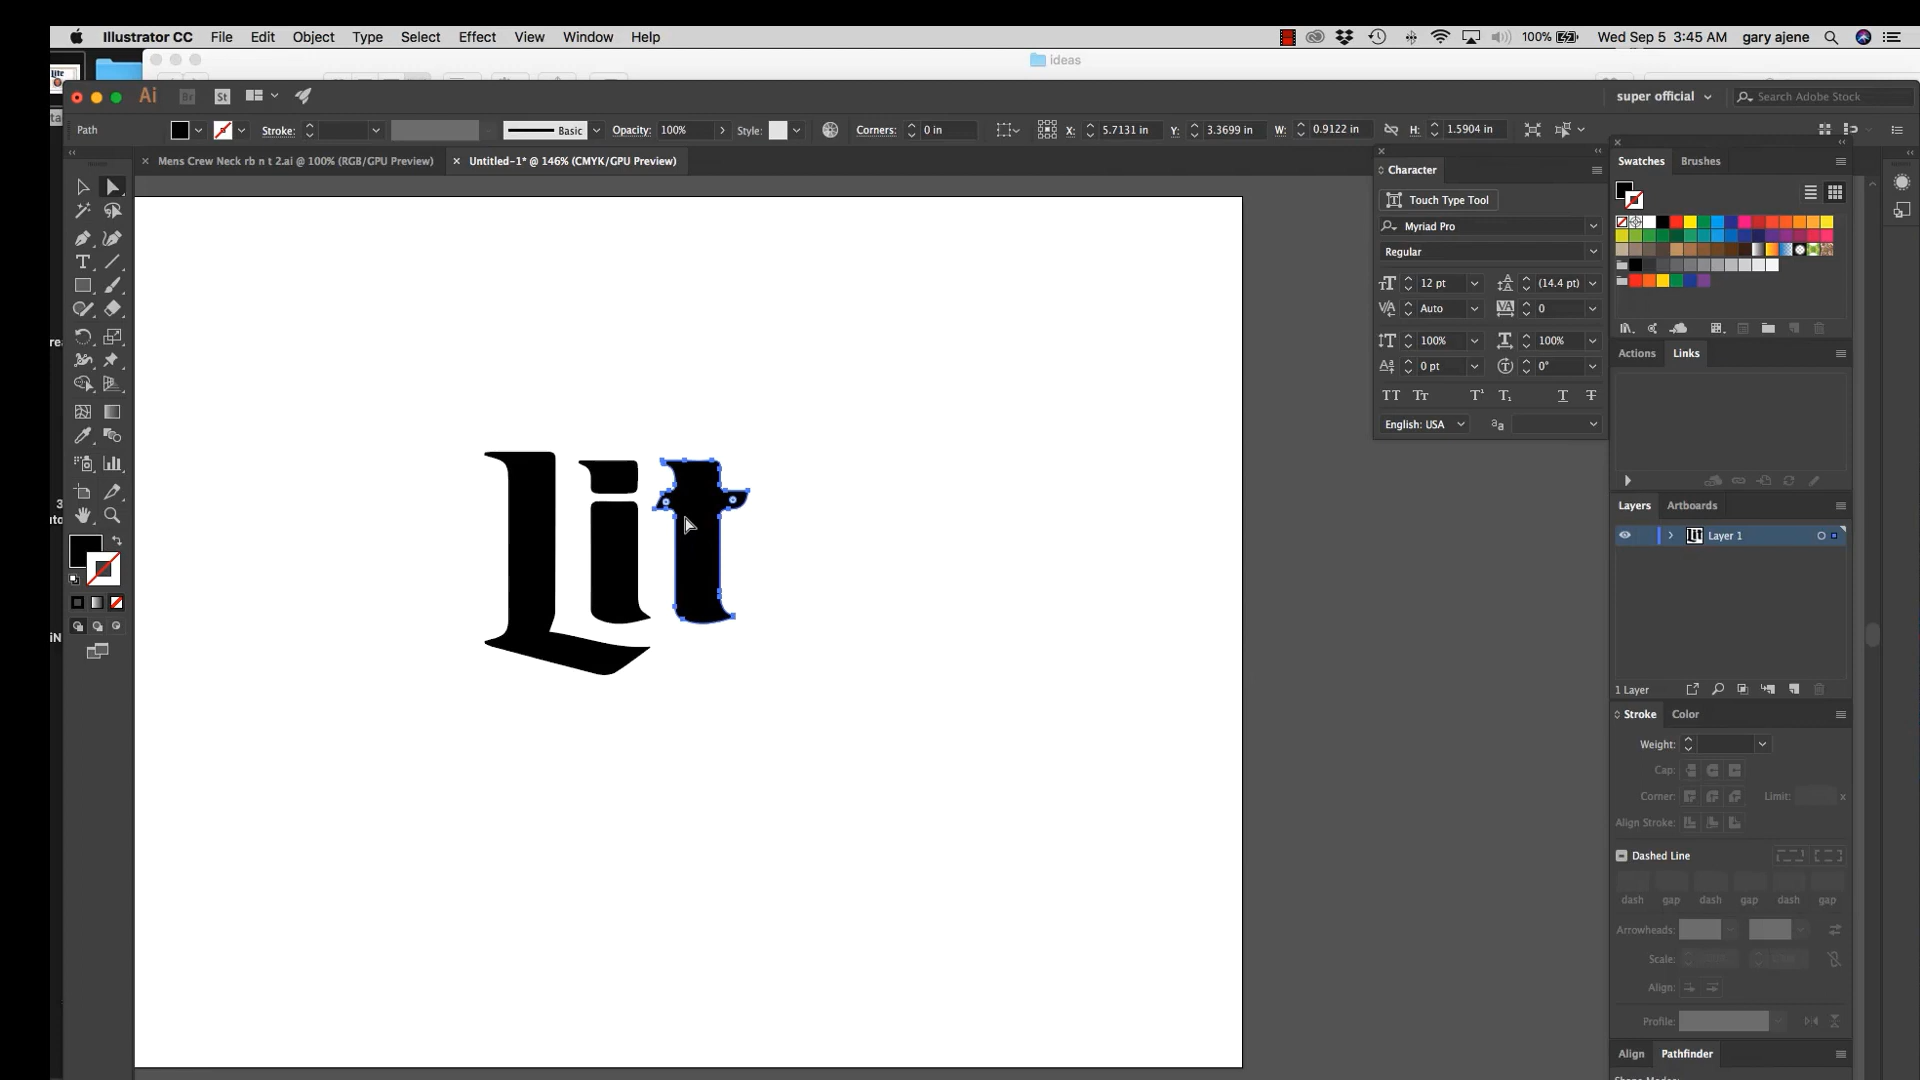 Illustrator CC File Edit Object Type Select Effect View Window Help 100% Wed Sep 5 3:45 AM gary ajene
ideas
Ai Br St super official Search Adobe Stock
Path Stroke: Basic Opacity: 100% Style: Corners: 0 in X: 5.7131 in Y: 3.3699 in W: 0.9122 in H: 1.5904 in
Mens Crew Neck rb n t 2.ai @ 100% (RGB/GPU Preview) Untitled-1* @ 146% (CMYK/GPU Preview)
Lit
Character
Touch Type Tool
Myriad Pro
Regular
12 pt (14.4 pt)
Auto 0
100% 100%
0 pt 0°
English: USA
Swatches Brushes
Actions Links
Layers Artboards
Layer 1
1 Layer
Stroke Color
Weight:
Cap:
Corner: Limit: x
Align Stroke:
Dashed Line
dash gap dash gap dash gap
Arrowheads:
Scale:
Align:
Profile:
Align Pathfinder